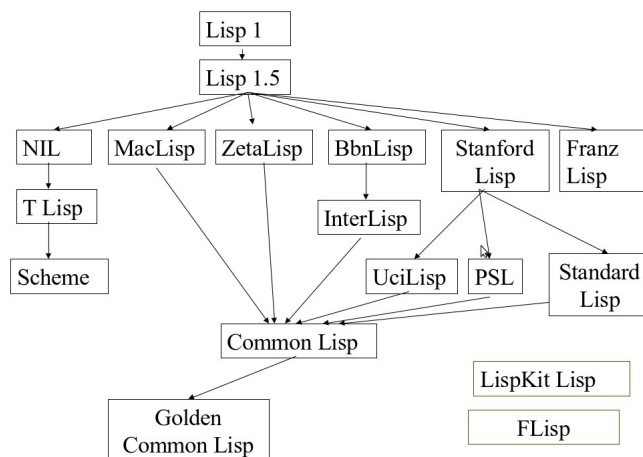 Lisp 1
Lisp 1.5
NIL
MacLisp
ZetaLisp
BbnLisp
Stanford
Lisp
Franz
Lisp
T Lisp
InterLisp
Scheme
UciLisp
PSL
Standard
Lisp
Common Lisp
LispKit Lisp
Golden
Common Lisp
FLisp